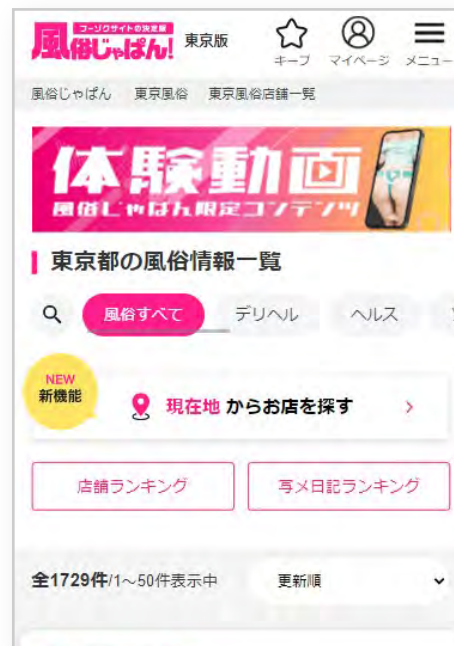 フーゾクサイトの決定版
風俗じゃぱん!
東京版
キープ
マイページ
メニュー
風俗じゃぱん 東京風俗 東京風俗店舗一覧
体験動画
風俗じゃぱん限定コンテンツ
東京都の風俗情報一覧
風俗すべて デリヘル ヘルス
NEW
新機能
現在地 からお店を探す
店舗ランキング
写メ日記ランキング
全1729件/1~50件表示中
更新順